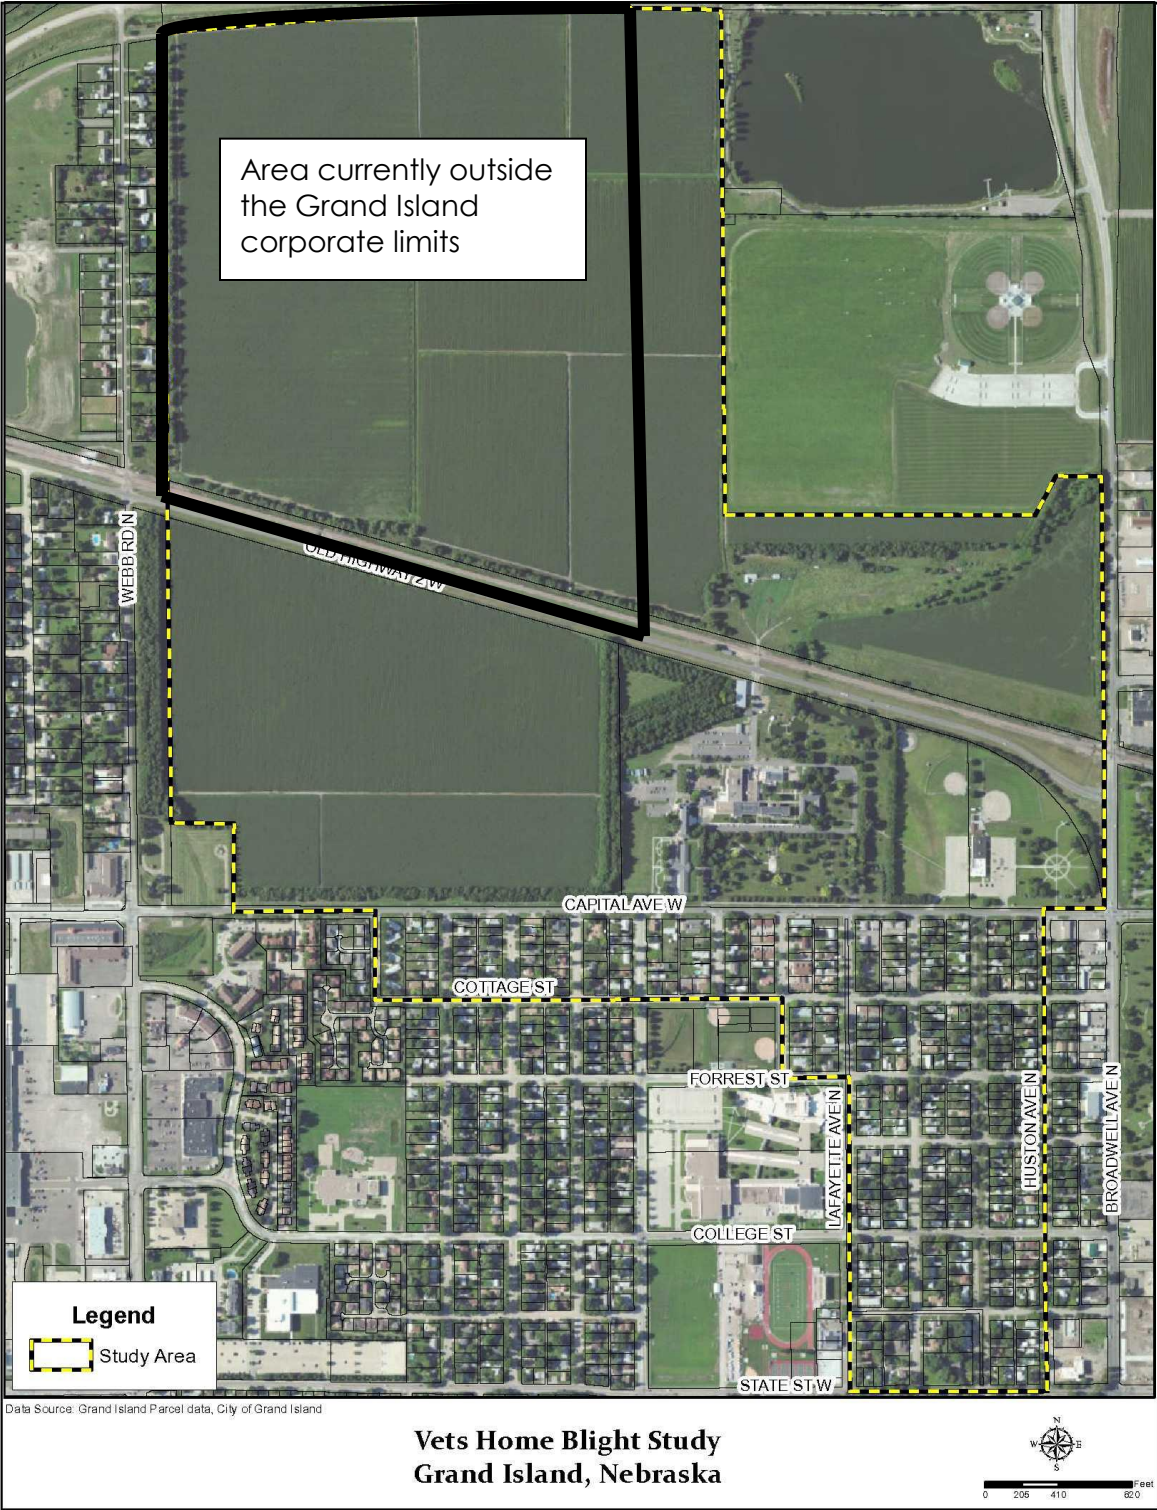 Area currently outside
the Grand Island
corporate limits
WEBB RD N
OLD HIGHWAY 2 W
CAPITAL AVE W
COTTAGE ST
FORREST ST
LAFAYETTE AVE N
HUSTON AVE N
BROADWELL AVE N
COLLEGE ST
STATE ST W
Legend
Study Area
Data Source: Grand Island Parcel data, City of Grand Island
Vets Home Blight Study
Grand Island, Nebraska
N
W
E
S
Feet
0 205 410 820